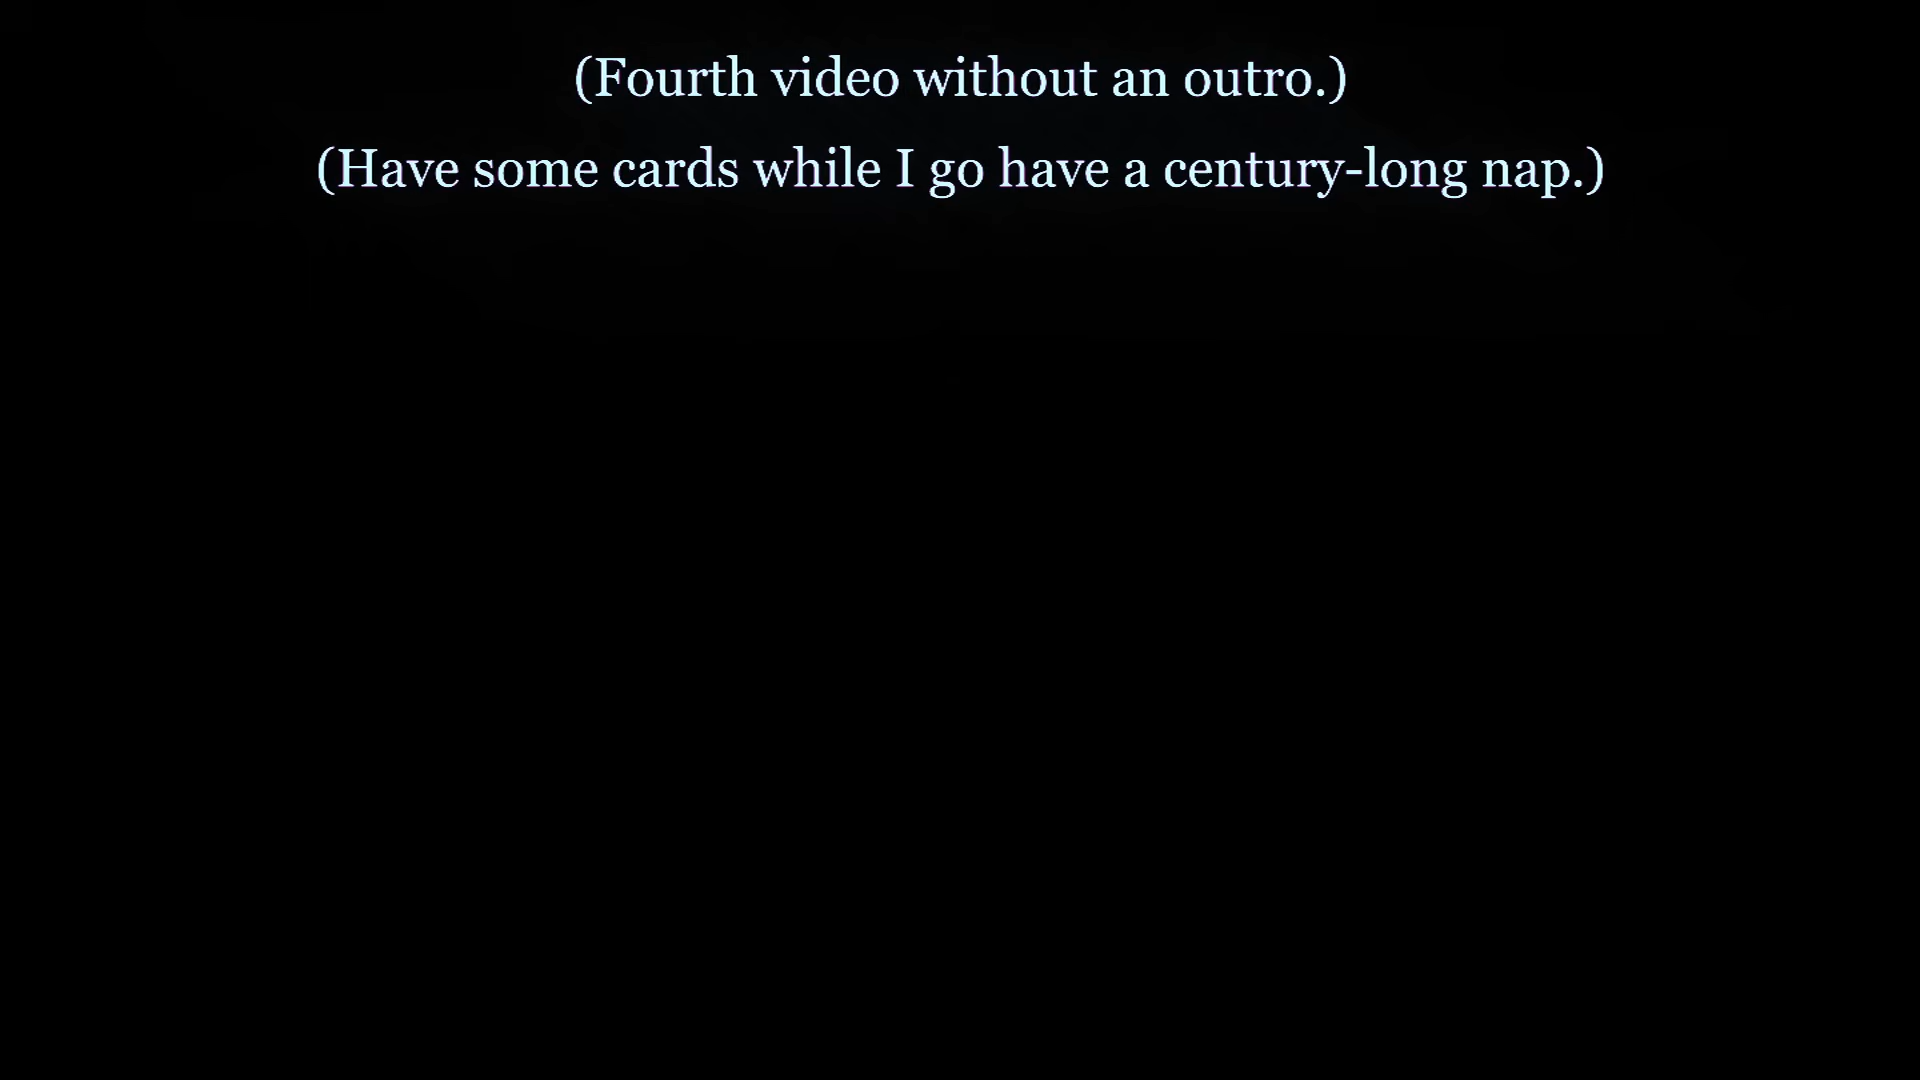 (Fourth video without an outro.)
(Have some cards while I go have a century-long nap.)